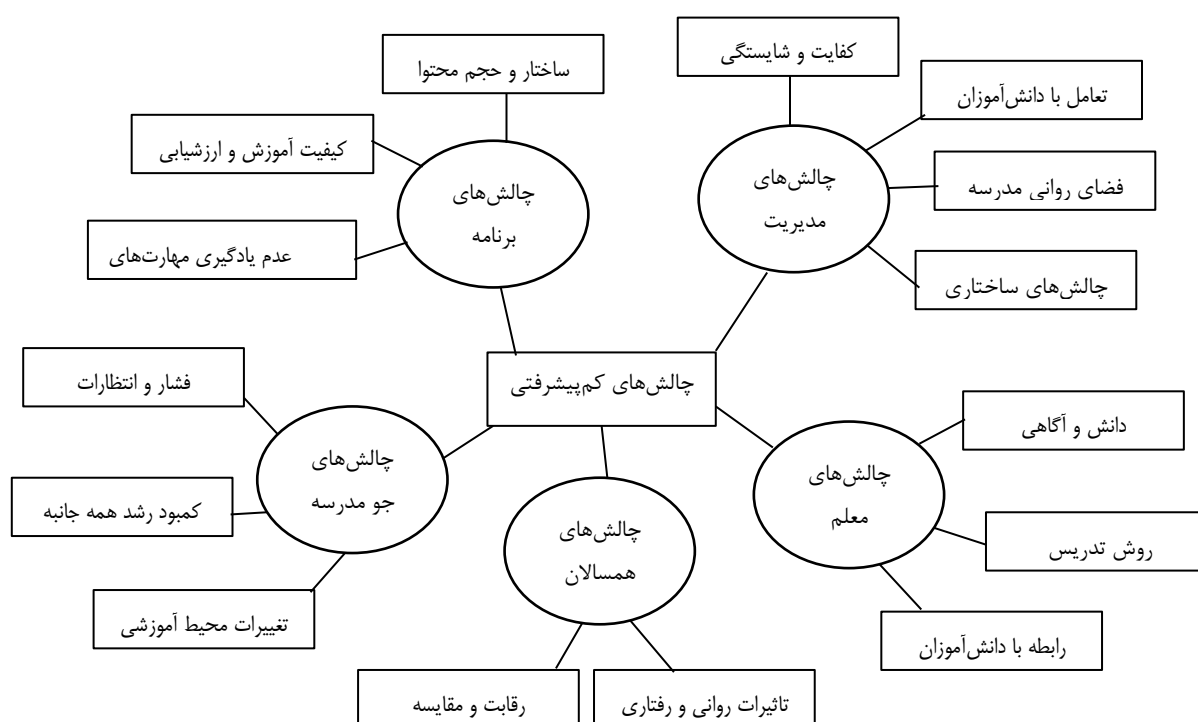 کفایت و شایستگی
ساختار و حجم محتوا
تعامل با دانش‌آموزان
کیفیت آموزش و ارزشیابی
فضای روانی مدرسه
چالش‌های
مدیریت
چالش‌های
برنامه
عدم یادگیری مهارت‌های
چالش‌های ساختاری
چالش‌های کم‌پیشرفتی
فشار و انتظارات
دانش و آگاهی
چالش‌های
جو مدرسه
چالش‌های
معلم
کمبود رشد همه جانبه
چالش‌های
همسالان
روش تدریس
تغییرات محیط آموزشی
رابطه با دانش‌آموزان
تاثیرات روانی و رفتاری
رقابت و مقایسه